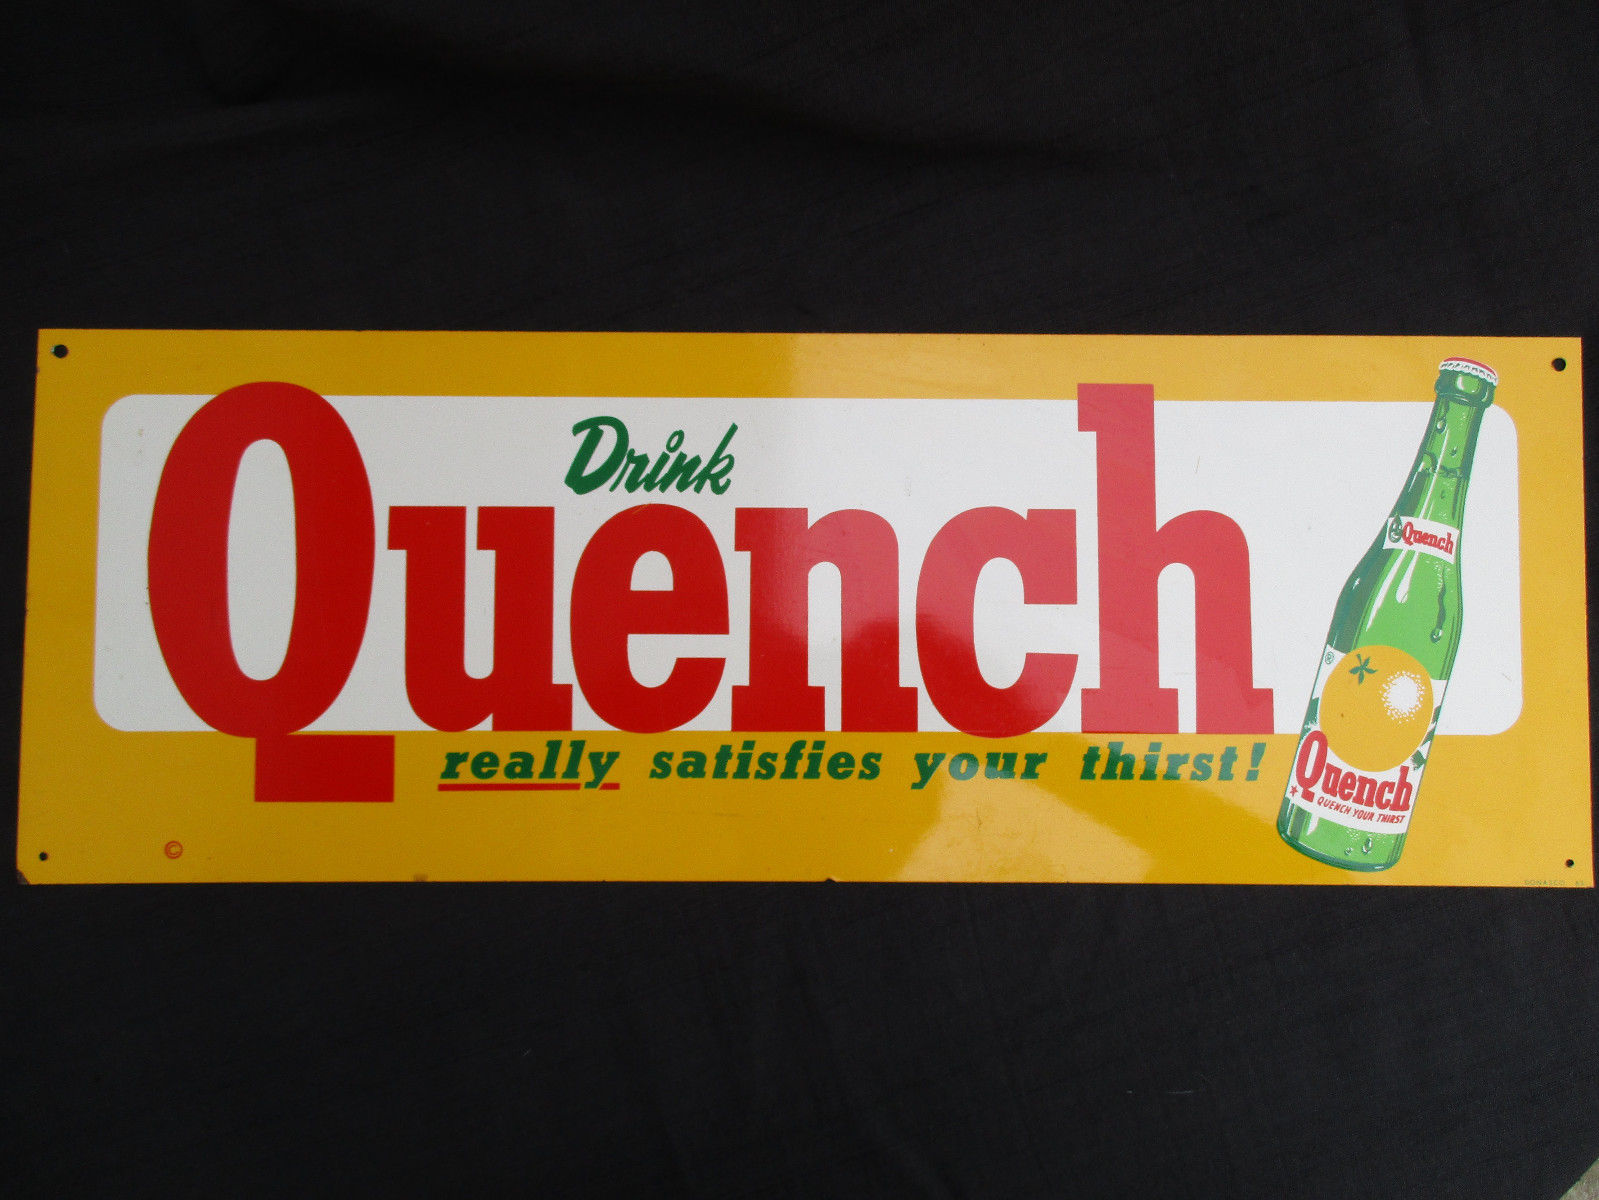 Drink
Quench
really satisfies your thirst!
Quench
®
Quench
QUENCH YOUR THIRST
©